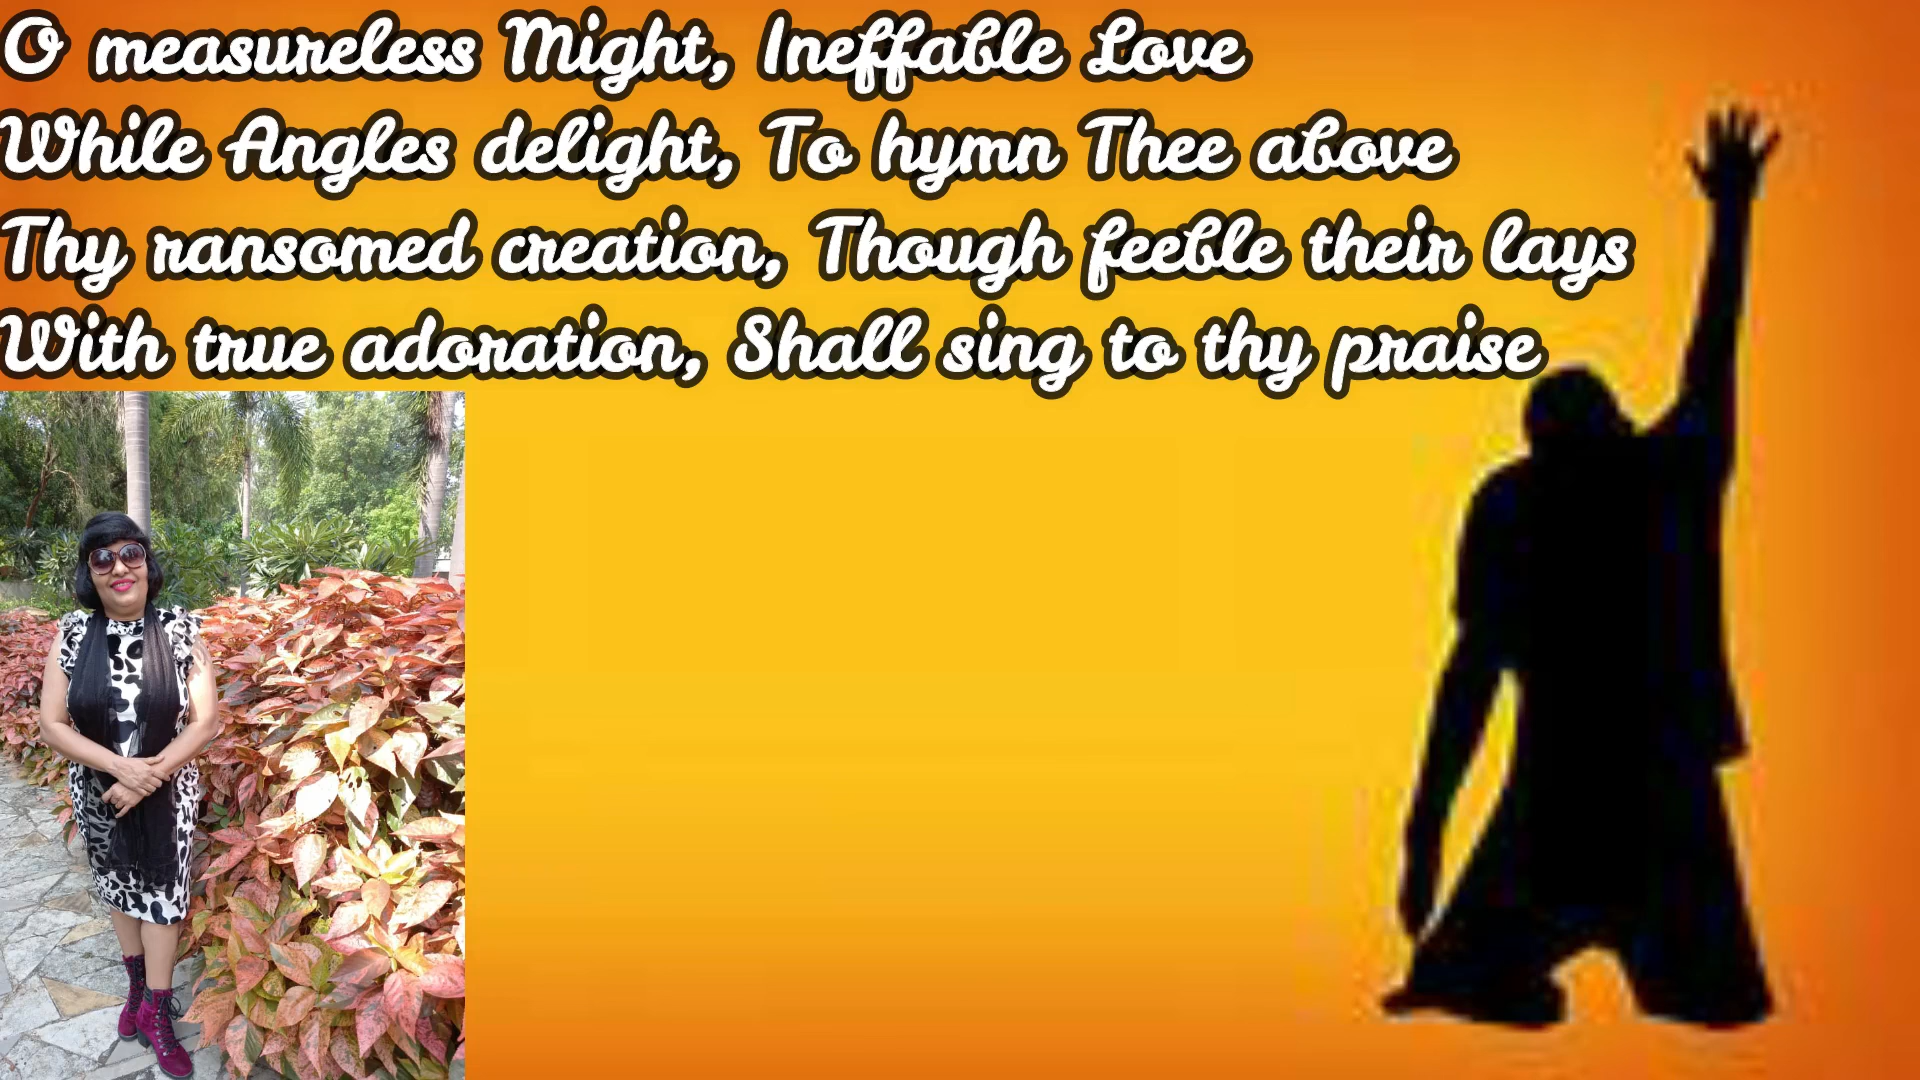 O measureless Might, Ineffable Love
While Angles delight, To hymn Thee above
Thy ransomed creation, Though feeble their lays
With true adoration, Shall sing to thy praise